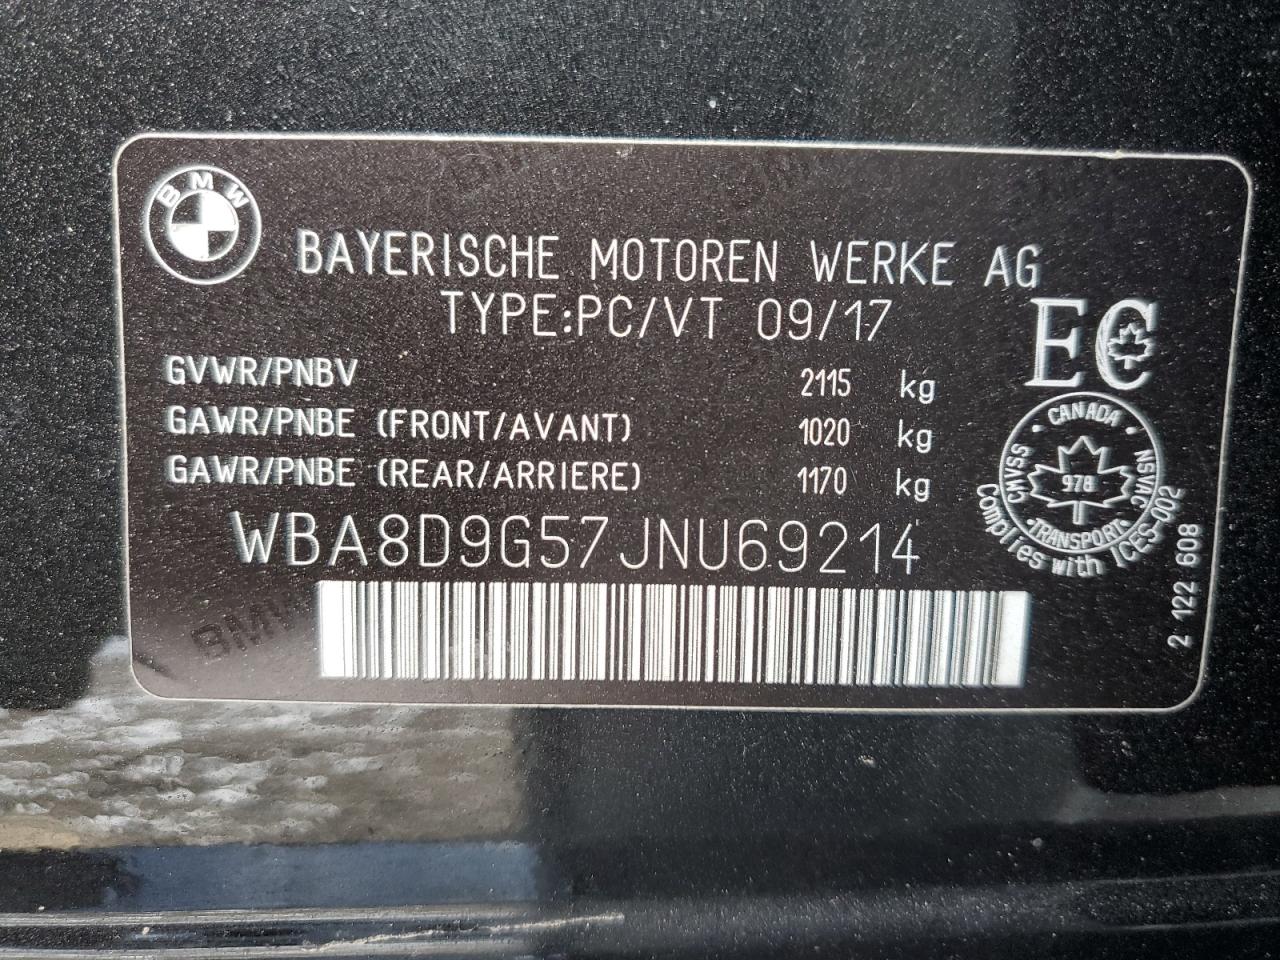 BMW
BAYERISCHE MOTOREN WERKE AG
TYPE:PC/VT 09/17
GVWR/PNBV 2115 kg
GAWR/PNBE (FRONT/AVANT) 1020 kg
GAWR/PNBE (REAR/ARRIERE) 1170 kg
WBA8D9G57JNU69214
EC
CANADA
CMVSS
NSVAC
978
TRANSPORT
Complies with ICES-002
2 122 608
BMW